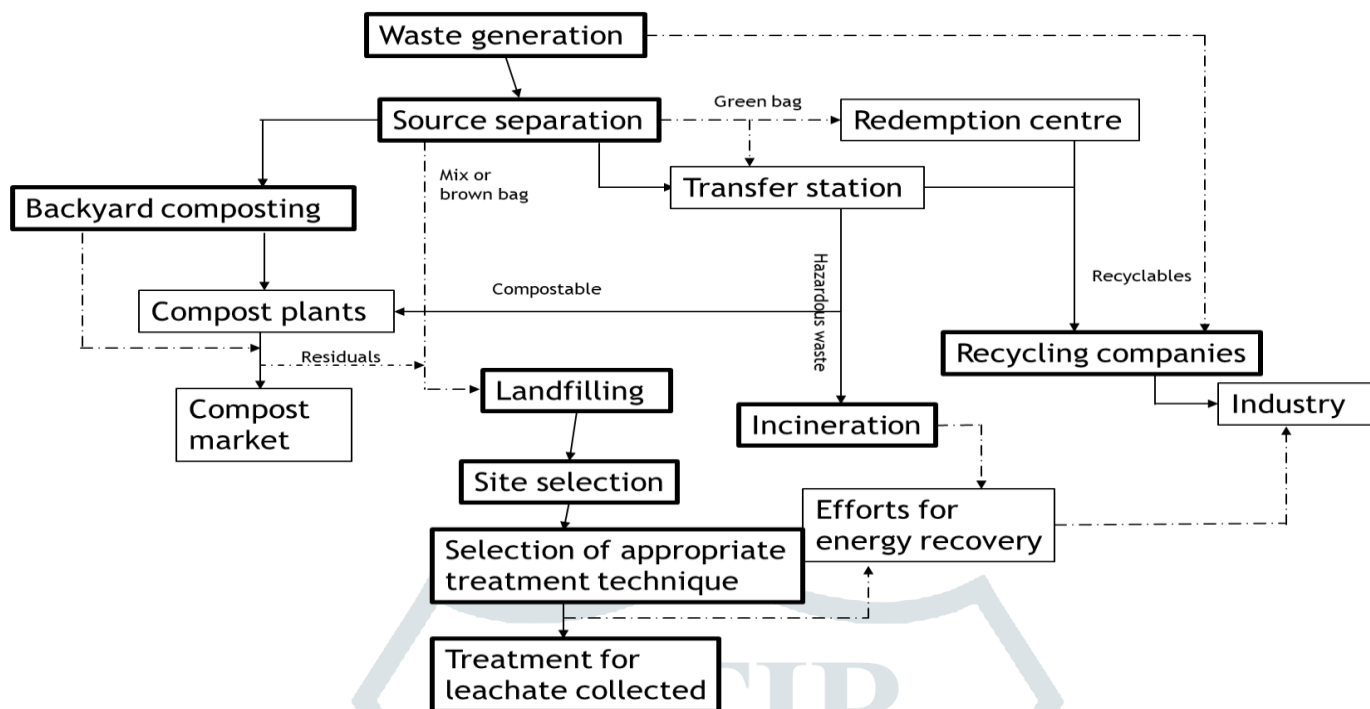 Waste generation
Green bag
Source separation
Redemption centre
Mix or
brown bag
Transfer station
Backyard composting
Hazardous waste
Recyclables
Compostable
Compost plants
Residuals
Recycling companies
Landfilling
Compost
market
Industry
Incineration
Site selection
Efforts for
energy recovery
Selection of appropriate
treatment technique
Treatment for
leachate collected